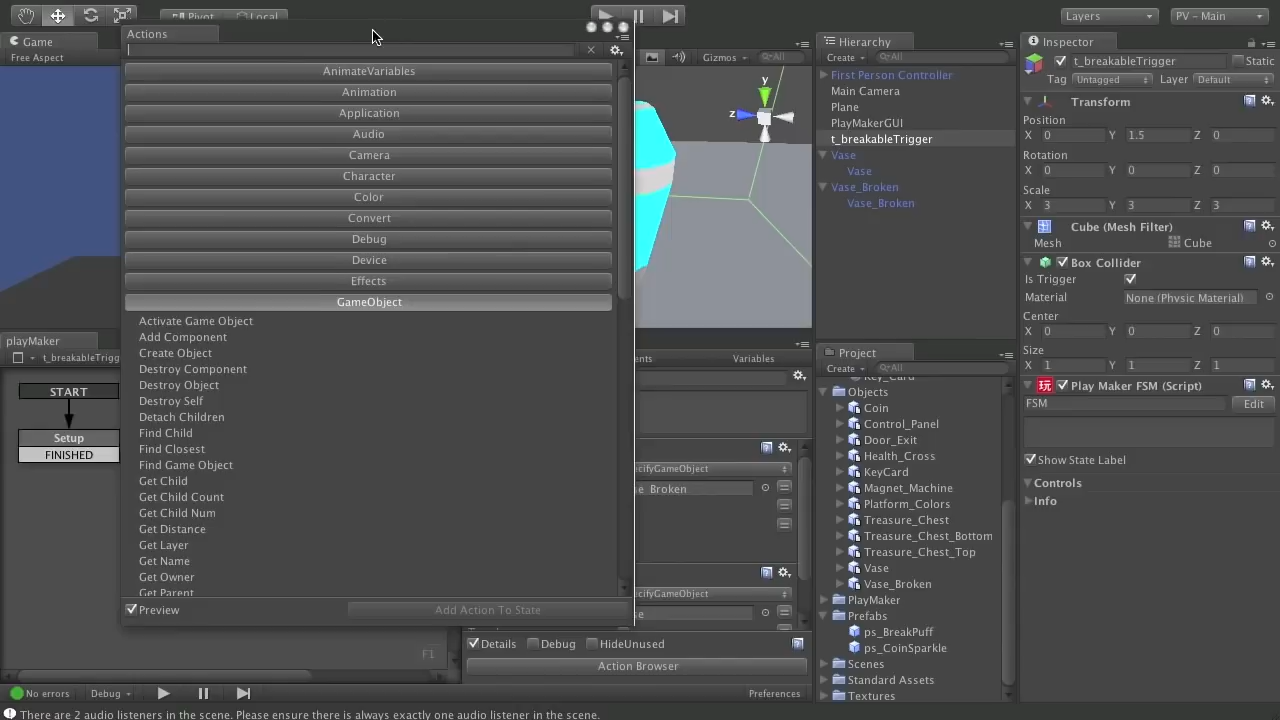 Pivot
Local
Layers
PV - Main
Game
Free Aspect
Actions
AnimateVariables
Animation
Application
Audio
Camera
Character
Color
Convert
Debug
Device
Effects
GameObject
Activate Game Object
Add Component
Create Object
Destroy Component
Destroy Object
Destroy Self
Detach Children
Find Child
Find Closest
Find Game Object
Get Child
Get Child Count
Get Child Num
Get Distance
Get Layer
Get Name
Get Owner
Get Parent
Preview
Add Action To State
playMaker
t_breakableTrigg
START
Setup
FINISHED
F1
Gizmos
All
y
z
Variables
cifyGameObject
e_Broken
cifyGameObject
Details
Debug
HideUnused
Action Browser
Preferences
Hierarchy
Create
All
First Person Controller
Main Camera
Plane
PlayMakerGUI
t_breakableTrigger
Vase
Vase
Vase_Broken
Vase_Broken
Project
Create
All
Key_Card
Objects
Coin
Control_Panel
Door_Exit
Health_Cross
KeyCard
Magnet_Machine
Platform_Colors
Treasure_Chest
Treasure_Chest_Bottom
Treasure_Chest_Top
Vase
Vase_Broken
PlayMaker
Prefabs
ps_BreakPuff
ps_CoinSparkle
Scenes
Standard Assets
Textures
Inspector
t_breakableTrigger
Static
Tag Untagged Layer Default
Transform
Position
X 0 Y 1.5 Z 0
Rotation
X 0 Y 0 Z 0
Scale
X 3 Y 3 Z 3
Cube (Mesh Filter)
Mesh Cube
Box Collider
Is Trigger
Material None (Physic Material)
Center
X 0 Y 0 Z 0
Size
X 1 Y 1 Z 1
玩 Play Maker FSM (Script)
FSM Edit
Show State Label
Controls
Info
No errors
Debug
There are 2 audio listeners in the scene. Please ensure there is always exactly one audio listener in the scene.